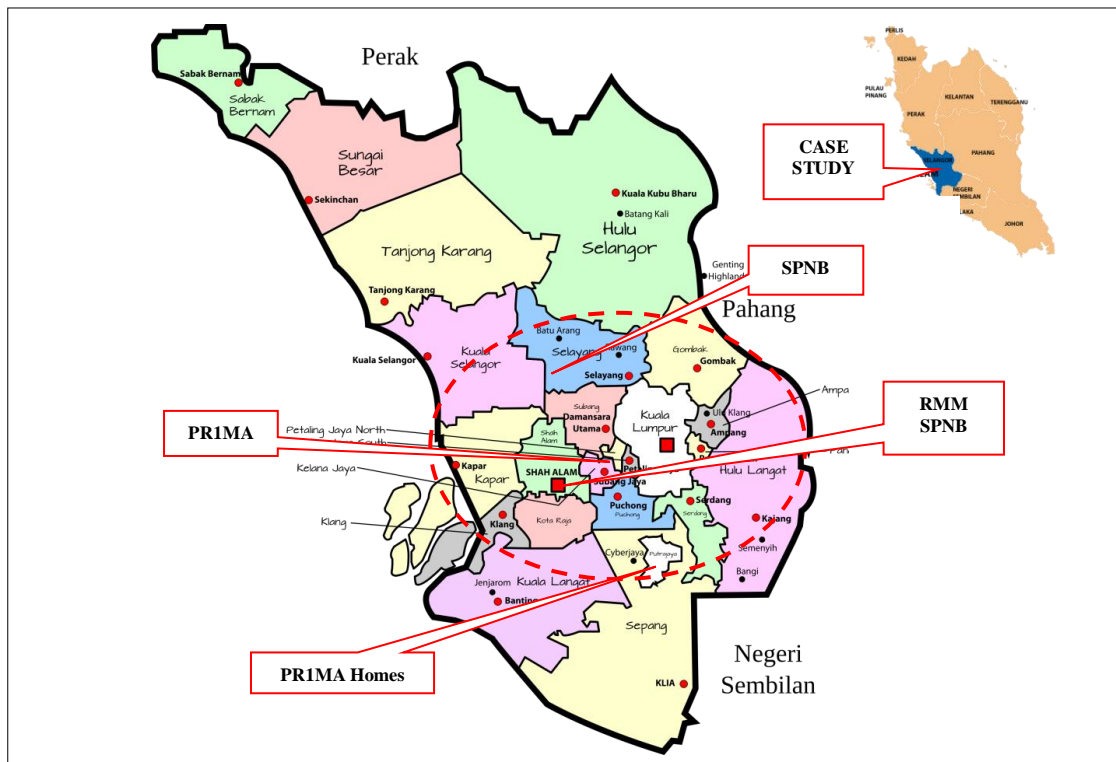 PERLIS
KEDAH
PULAU
PINANG
KELANTAN
TERENGGANU
PERAK
PAHANG
SELANGOR
NEGERI
JOHOR
CASE
STUDY
Perak
Sabak Bernam
Sabak
Bernam
Sungai
Besar
Sekinchan
Kuala Kubu Bharu
Batang Kali
Hulu
Selangor
Tanjong Karang
Tanjong Karang
Genting
Highland
SPNB
Pahang
Batu Arang
Selayang
Selayang
Kuala
Selangor
Kuala Selangor
Gombak
Gombak
Ampa
Subang
Damansara
Utama
Kuala
Lumpur
Ulu Klang
Ampang
RMM
SPNB
PR1MA
Petaling Jaya North
South
Shah
Alam
Kelana Jaya
SHAH ALAM
Subang Jaya
Hulu Langat
Kapar
Kapar
Puchong
Puchong
Serdang
Serdang
Klang
Klang
Kota Raja
Kajang
Semenyih
Bangi
Cyberjaya
Putrajaya
Jenjarom
Kuala Langat
Banting
Sepang
PR1MA Homes
KLIA
Negeri
Sembilan